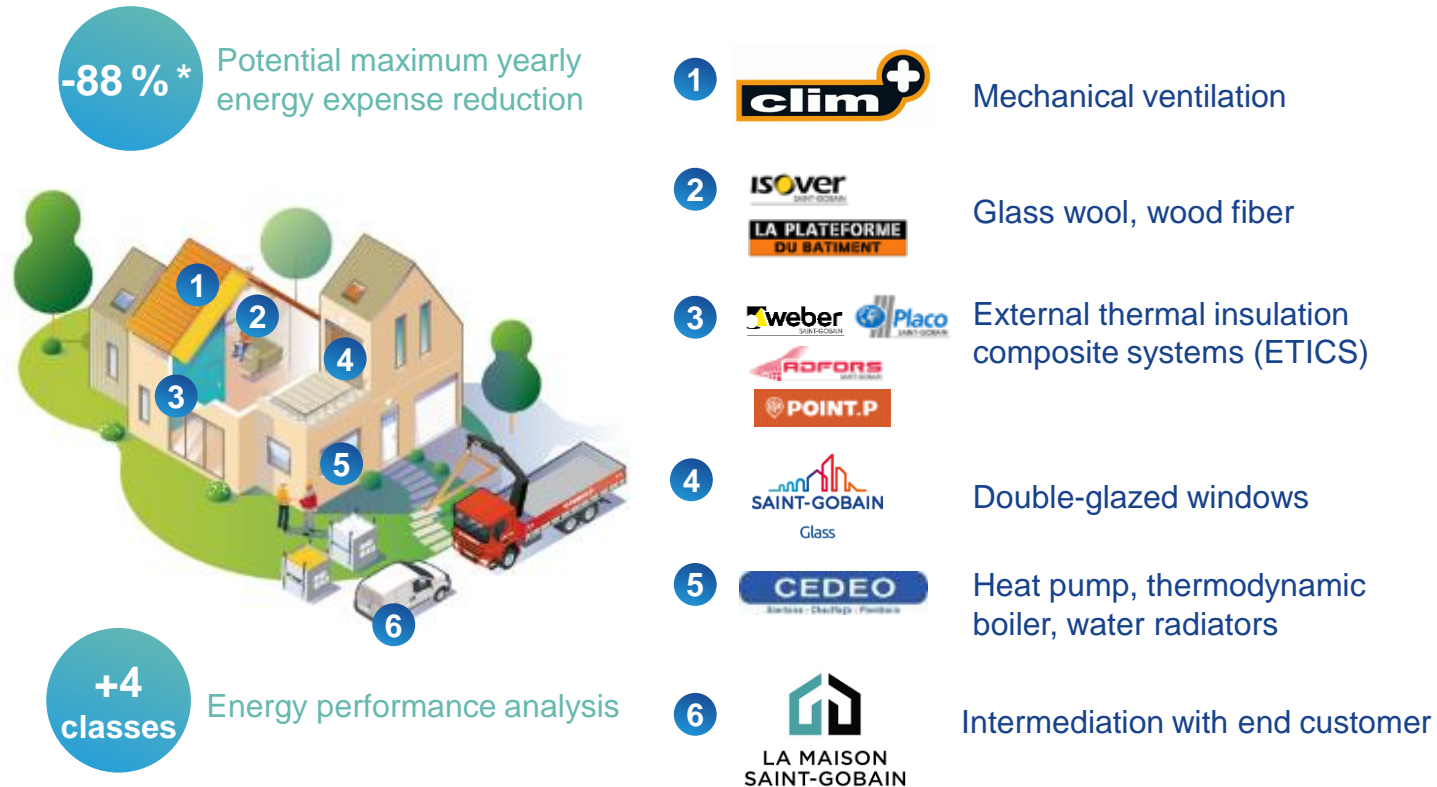 -88 % *
Potential maximum yearly
energy expense reduction
1
2
3
4
5
6
+4
classes
Energy performance analysis
1
clim+
Mechanical ventilation
2
ISOVER
SAINT-GOBAIN
LA PLATEFORME
DU BATIMENT
Glass wool, wood fiber
3
weber
SAINT-GOBAIN
Placo
SAINT-GOBAIN
ADFORS
SAINT-GOBAIN
POINT.P
External thermal insulation
composite systems (ETICS)
4
SAINT-GOBAIN
Glass
Double-glazed windows
5
CEDEO
Sanitaire - Chauffage - Plomberie
Heat pump, thermodynamic
boiler, water radiators
6
LA MAISON
SAINT-GOBAIN
Intermediation with end customer